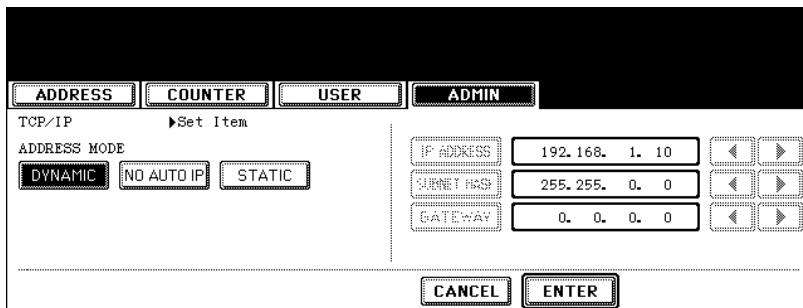 ADDRESS COUNTER USER ADMIN
TCP/IP ▶Set Item
ADDRESS MODE
DYNAMIC NO AUTO IP STATIC
IP ADDRESS 192.168. 1. 10
SUBNET MASK 255.255. 0. 0
GATEWAY 0. 0. 0. 0
CANCEL ENTER